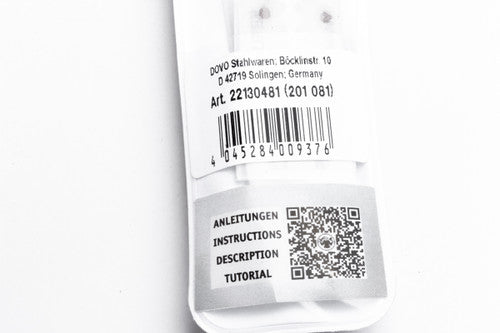 DOVO Stahlwaren; Böcklinstr. 10
D 42719 Solingen; Germany
Art. 22130481 (201 081)
4 045284 009376
ANLEITUNGEN
INSTRUCTIONS
DESCRIPTION
TUTORIAL